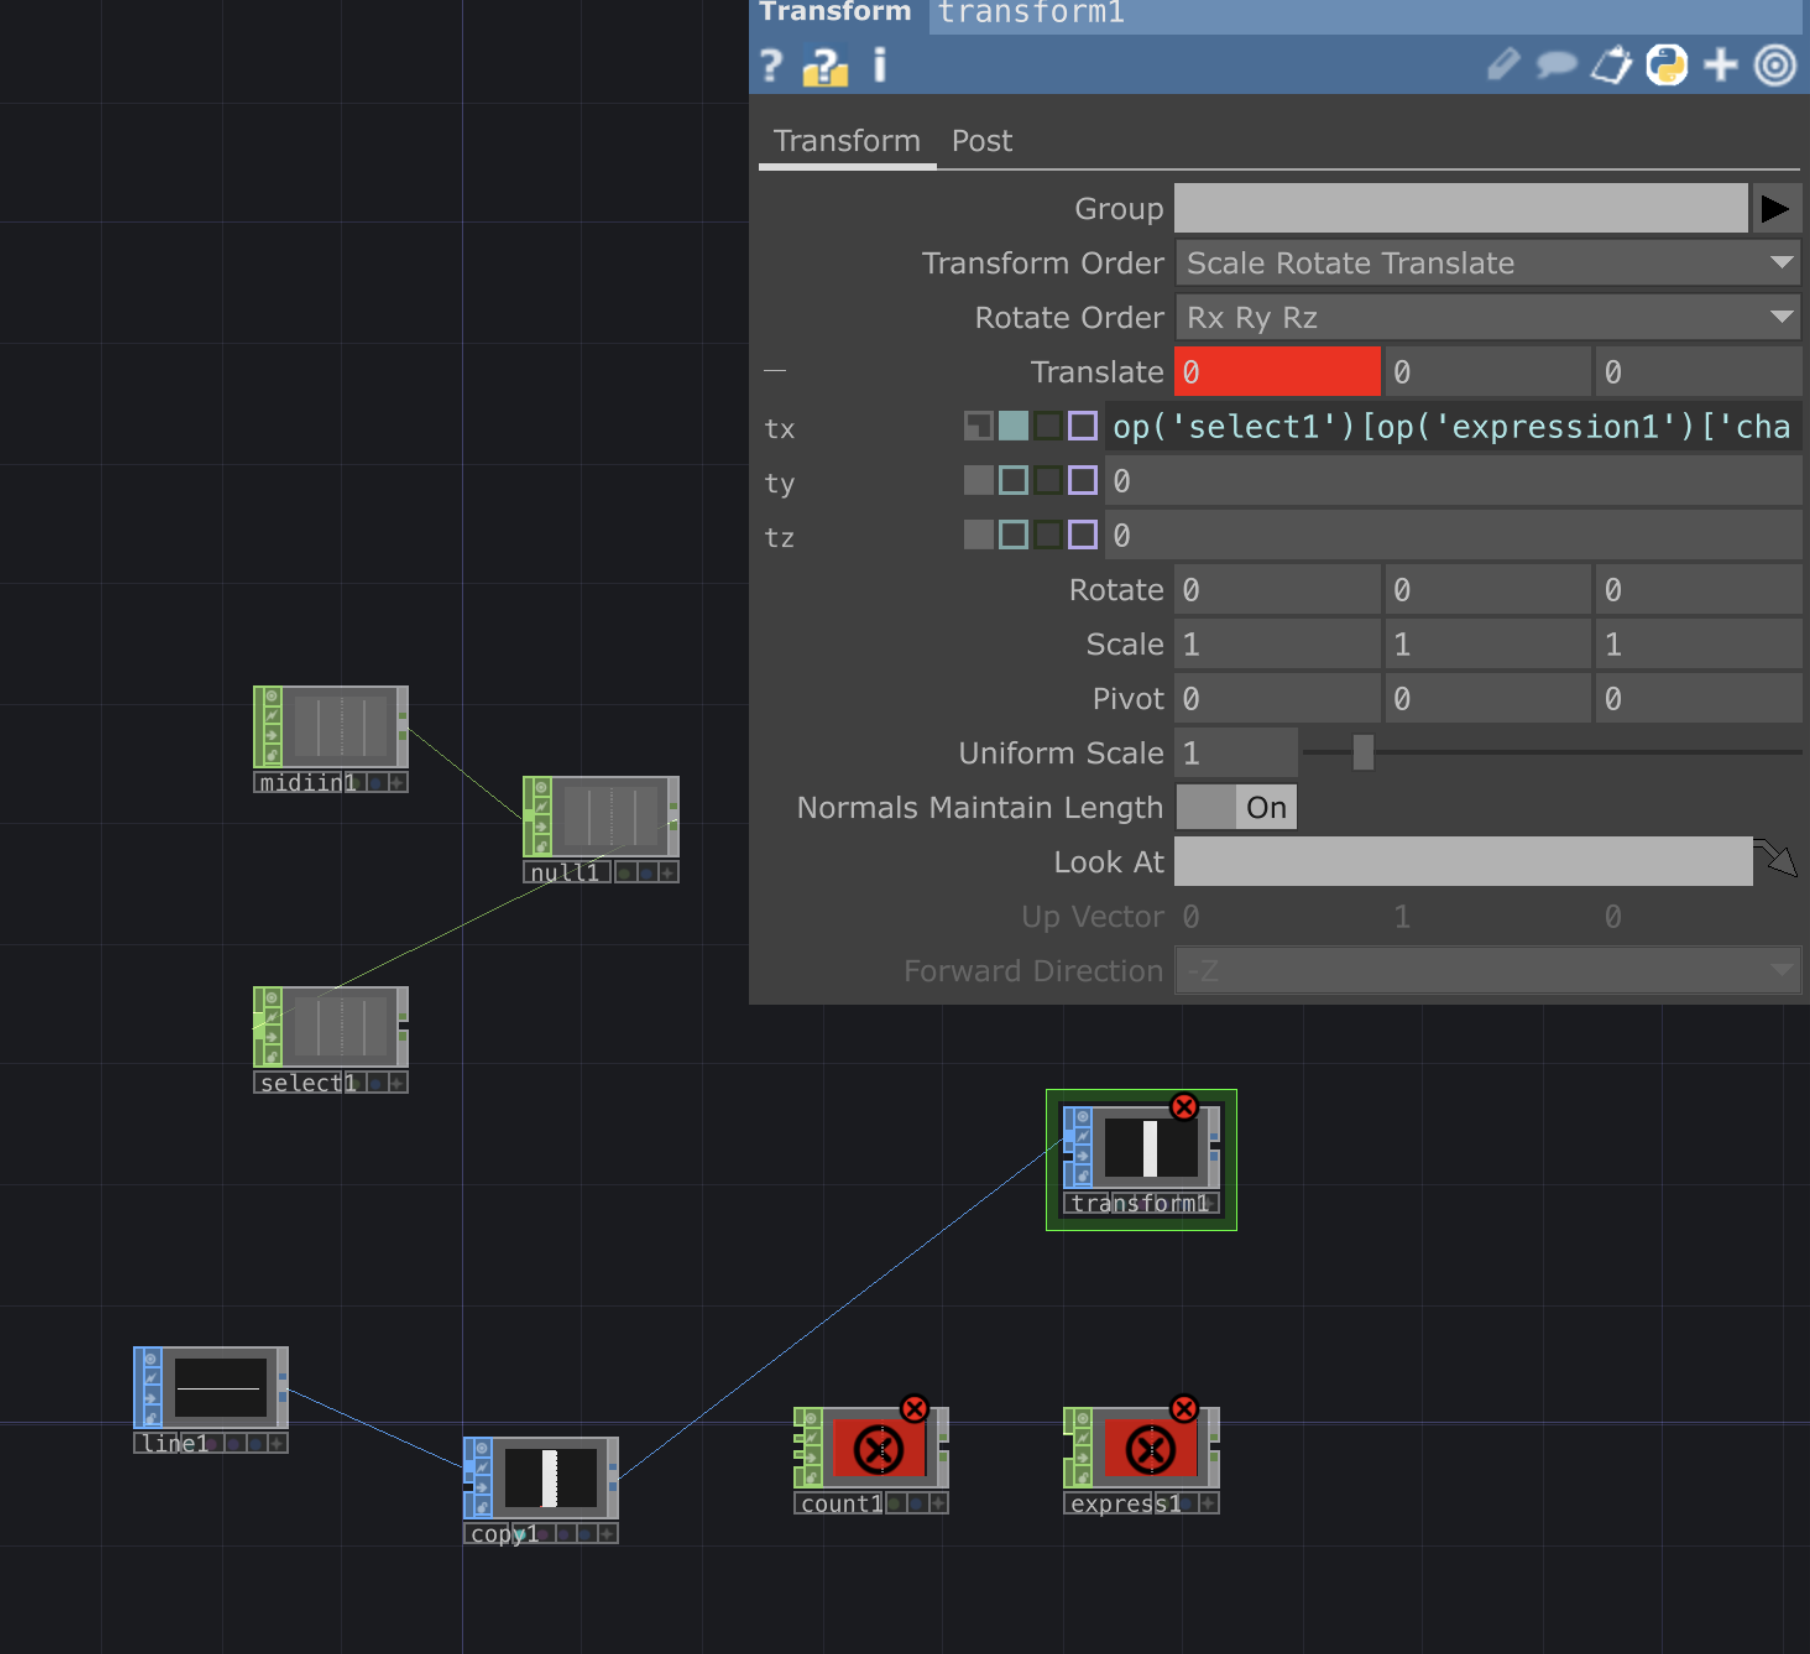 Transform transform1
? ? i
Transform Post
Group
Transform Order Scale Rotate Translate
Rotate Order Rx Ry Rz
Translate 0 0 0
tx op('select1')[op('expression1')['cha
ty 0
tz 0
Rotate 0 0 0
Scale 1 1 1
Pivot 0 0 0
Uniform Scale 1
Normals Maintain Length On
Look At
Up Vector 0 1 0
Forward Direction -Z
midiin1
null1
select1
transform1
line1
copy1
count1
express1